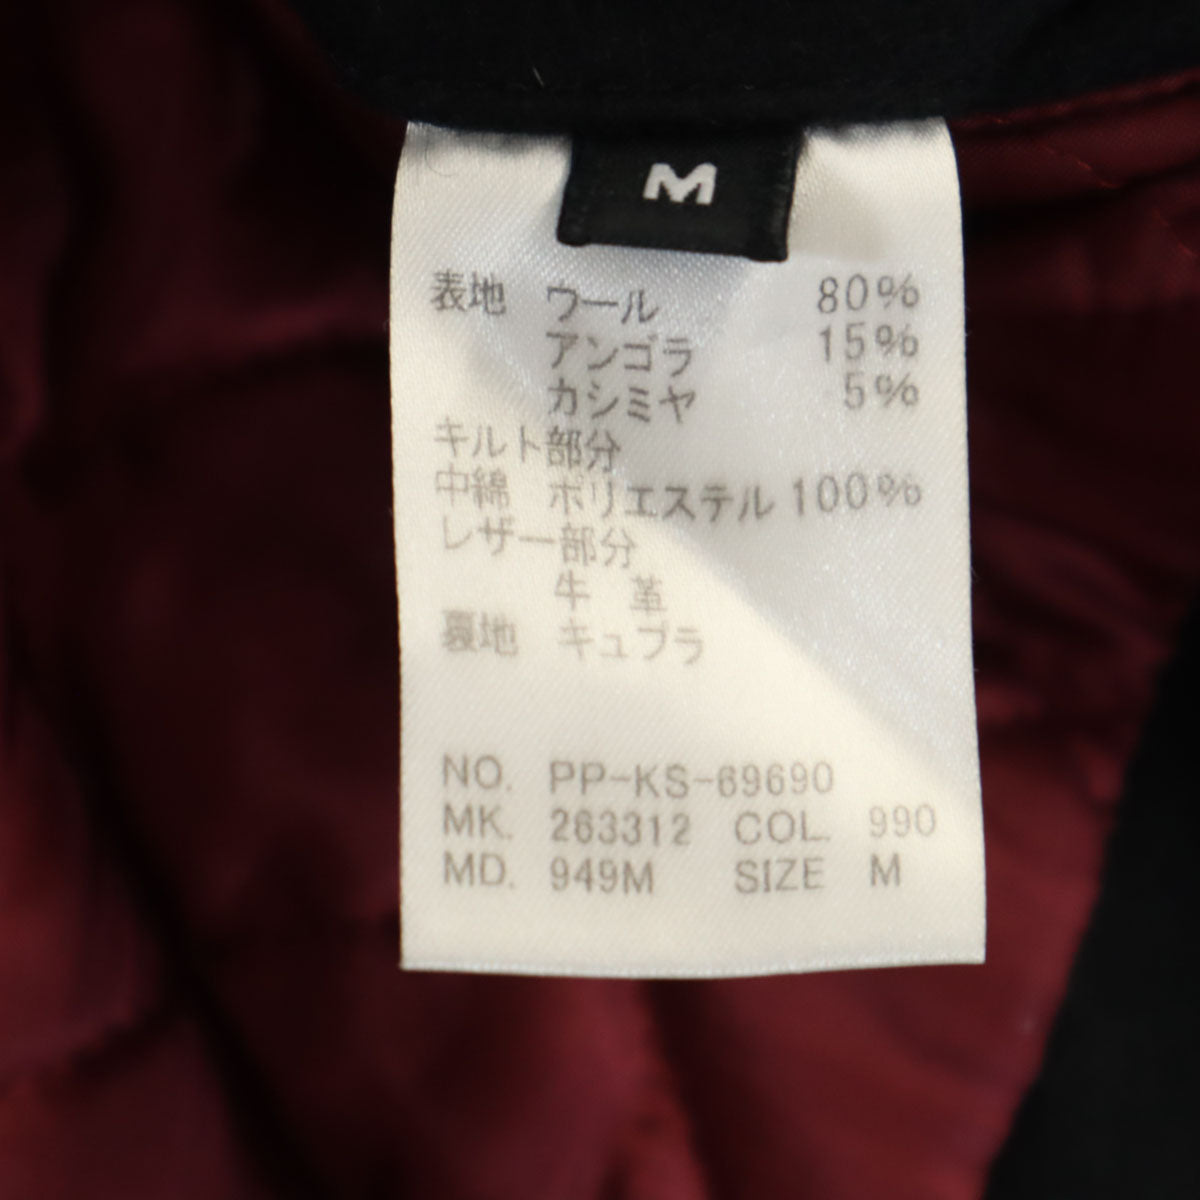 M
表地 ウール 80%
アンゴラ 15%
カシミヤ 5%
キルト部分
中綿 ポリエステル 100%
レザー部分
牛 革
裏地 キュプラ
NO. PP-KS-69690
MK. 263312 COL. 990
MD. 949M SIZE M